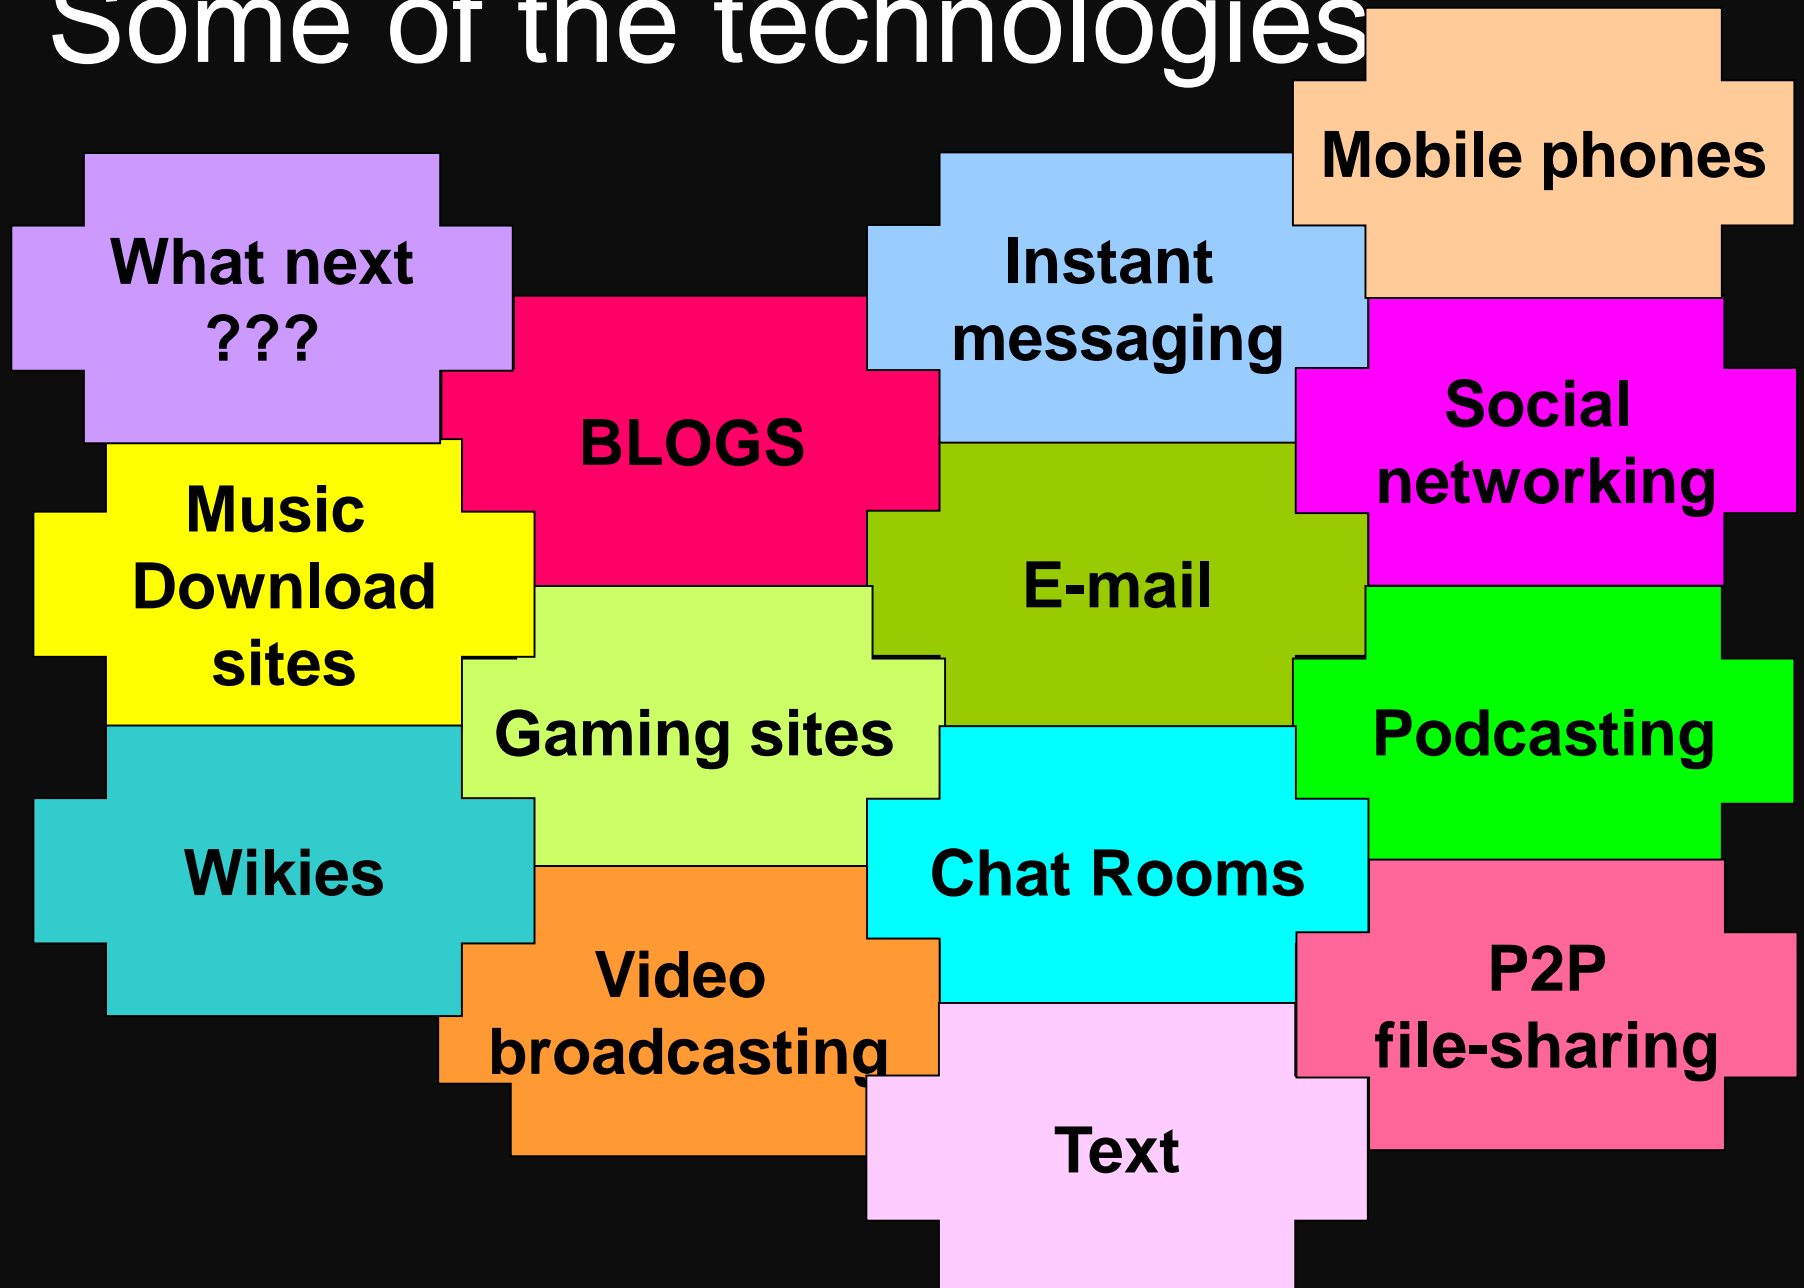 Some of the technologies
Mobile phones
What next
???
Instant
messaging
BLOGS
Social
networking
Music
Download
sites
E-mail
Gaming sites
Podcasting
Wikies
Chat Rooms
Video
broadcasting
P2P
file-sharing
Text